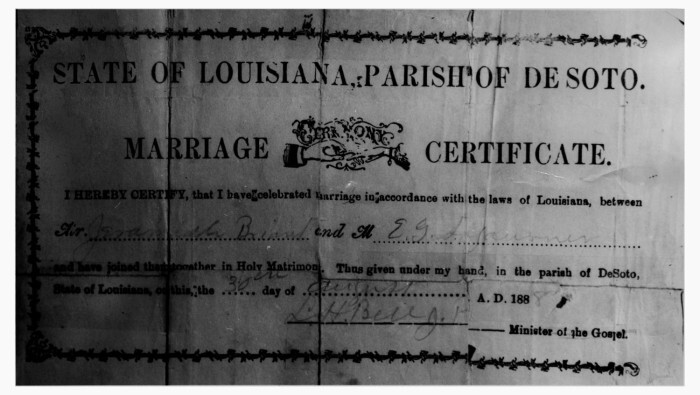 STATE OF LOUISIANA, PARISH OF DE SOTO.
CEREMONY
MARRIAGE CERTIFICATE.
I HEREBY CERTIFY, that I have celebrated marriage in accordance with the laws of Louisiana, between
Mr. and M
and have joined them together in Holy Matrimony. Thus given under my hand, in the parish of DeSoto,
State of Louisiana, on this, the 30th day of August A. D. 188
L. H. Bell
Minister of the Gospel.